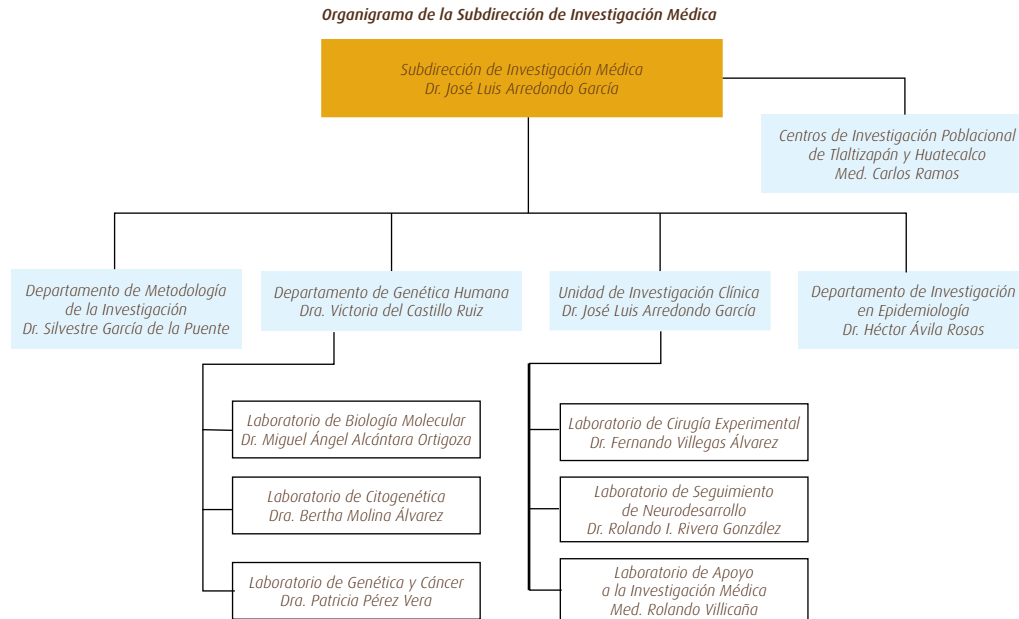 Organigrama de la Subdirección de Investigación Médica
Subdirección de Investigación Médica
Dr. José Luis Arredondo García
Centros de Investigación Poblacional
de Tlaltizapán y Huatecalco
Med. Carlos Ramos
Departamento de Metodología
de la Investigación
Dr. Silvestre García de la Puente
Departamento de Genética Humana
Dra. Victoria del Castillo Ruiz
Unidad de Investigación Clínica
Dr. José Luis Arredondo García
Departamento de Investigación
en Epidemiología
Dr. Héctor Ávila Rosas
Laboratorio de Biología Molecular
Dr. Miguel Ángel Alcántara Ortigoza
Laboratorio de Citogenética
Dra. Bertha Molina Álvarez
Laboratorio de Genética y Cáncer
Dra. Patricia Pérez Vera
Laboratorio de Cirugía Experimental
Dr. Fernando Villegas Álvarez
Laboratorio de Seguimiento
de Neurodesarrollo
Dr. Rolando I. Rivera González
Laboratorio de Apoyo
a la Investigación Médica
Med. Rolando Villicaña